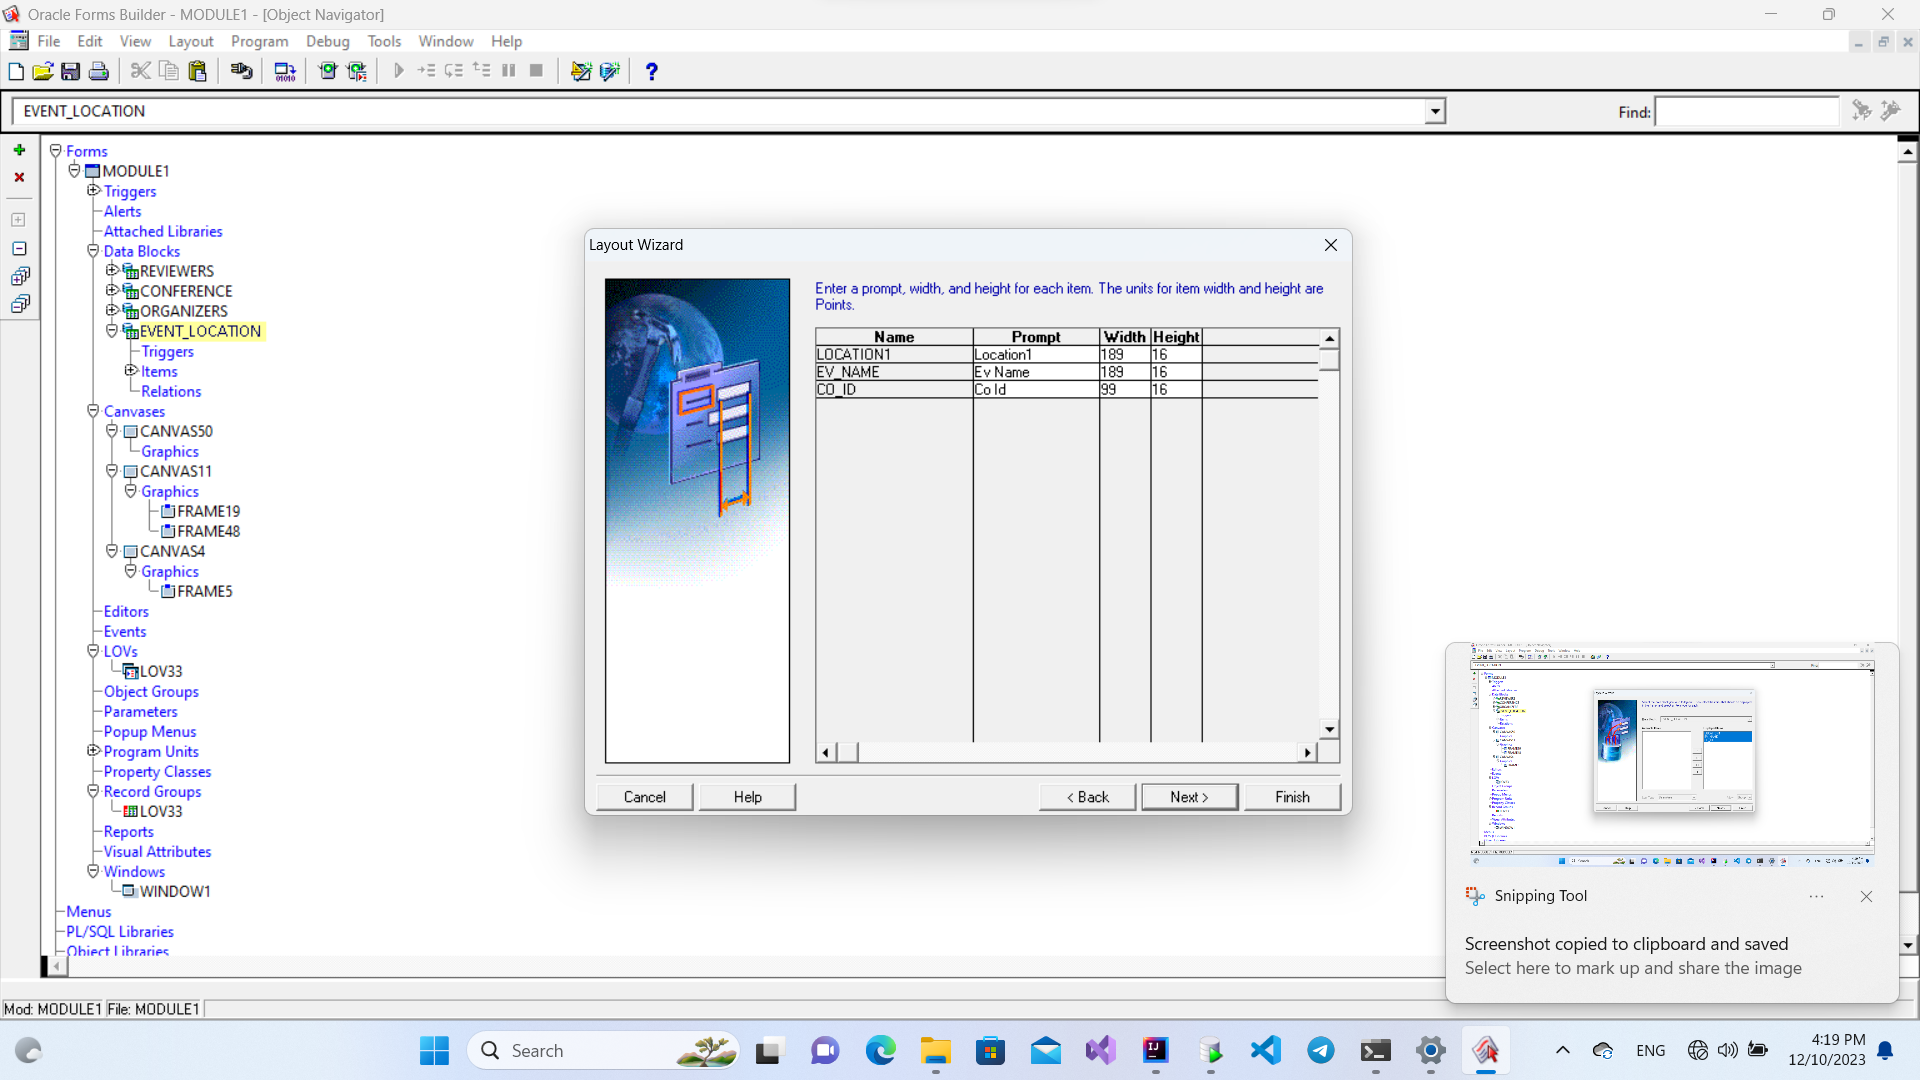 Oracle Forms Builder - MODULE1 - [Object Navigator]
File Edit View Layout Program Debug Tools Window Help
EVENT_LOCATION
Find:
Forms
MODULE1
Triggers
Alerts
Attached Libraries
Data Blocks
REVIEWERS
CONFERENCE
ORGANIZERS
EVENT_LOCATION
Triggers
Items
Relations
Canvases
CANVAS50
Graphics
CANVAS11
Graphics
FRAME19
FRAME48
CANVAS4
Graphics
FRAME5
Editors
Events
LOVs
LOV33
Object Groups
Parameters
Popup Menus
Program Units
Property Classes
Record Groups
LOV33
Reports
Visual Attributes
Windows
WINDOW1
Menus
PL/SQL Libraries
Object Libraries
Layout Wizard
Enter a prompt, width, and height for each item. The units for item width and height are
Points.
Name Prompt Width Height
LOCATION1 Location1 189 16
EV_NAME Ev Name 189 16
CO_ID Co Id 99 16
Cancel Help < Back Next > Finish
Snipping Tool
Screenshot copied to clipboard and saved
Select here to mark up and share the image
Mod: MODULE1 File: MODULE1
Search
ENG
4:19 PM
12/10/2023